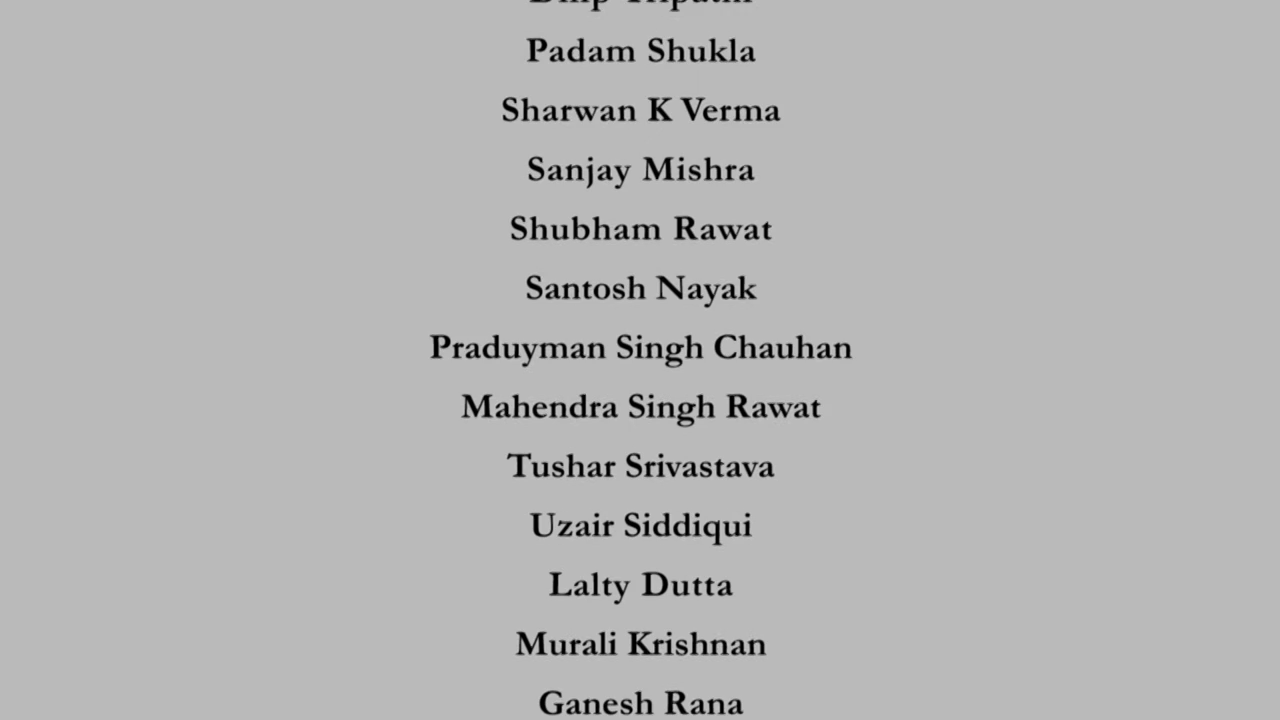 Padam Shukla
Sharwan K Verma
Sanjay Mishra
Shubham Rawat
Santosh Nayak
Praduyman Singh Chauhan
Mahendra Singh Rawat
Tushar Srivastava
Uzair Siddiqui
Lalty Dutta
Murali Krishnan
Ganesh Rana